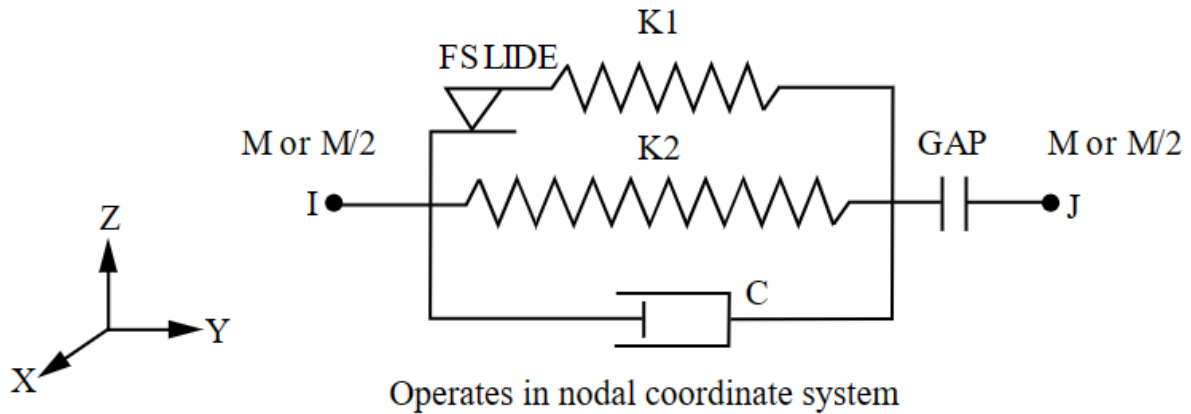 K1
FSLIDE
M or M/2
K2
GAP
M or M/2
I
J
Z
C
Y
X
Operates in nodal coordinate system